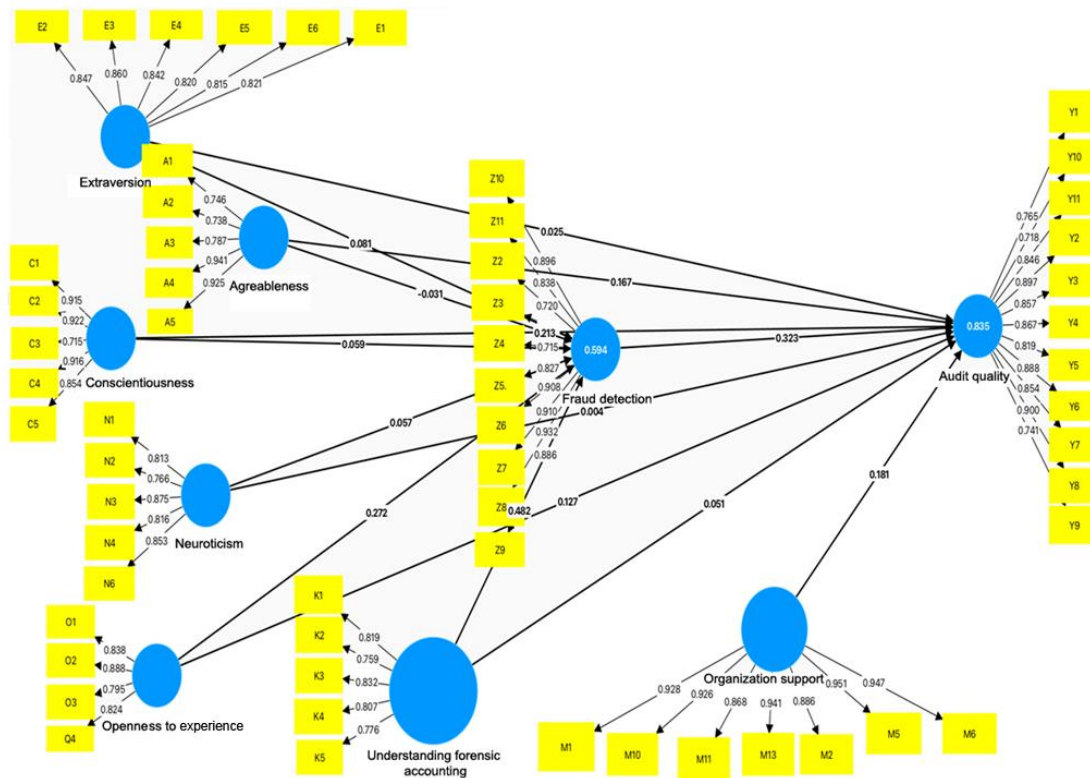 E2
E3
E4
E5
E6
E1
0.847
0.860
0.842
0.820
0.815
0.821
Extraversion
A1
A2
A3
A4
A5
0.746
0.738
0.787
0.941
0.925
Agreableness
C1
C2
C3
C4
C5
0.915
0.922
0.715
0.916
0.854
Conscientiousness
N1
N2
N3
N4
N6
0.813
0.766
0.875
0.816
0.853
Neuroticism
O1
O2
O3
Q4
0.838
0.888
0.795
0.824
Openness to experience
K1
K2
K3
K4
K5
0.819
0.759
0.832
0.807
0.776
Understanding forensic
accounting
0.081
-0.031
0.059
0.057
0.272
0.482
Z10
Z11
Z2
Z3
Z4
Z5.
Z6
Z7
Z8
Z9
0.896
0.838
0.720
0.715
0.827
0.908
0.910
0.932
0.886
0.594
Fraud detection
0.025
0.167
0.213
0.323
0.004
0.127
0.051
0.181
0.835
Audit quality
Y1
Y10
Y11
Y2
Y3
Y4
Y5
Y6
Y7
Y8
Y9
0.765
0.718
0.846
0.897
0.857
0.867
0.819
0.888
0.854
0.900
0.741
Organization support
0.928
0.926
0.868
0.941
0.886
0.951
0.947
M1
M10
M11
M13
M2
M5
M6